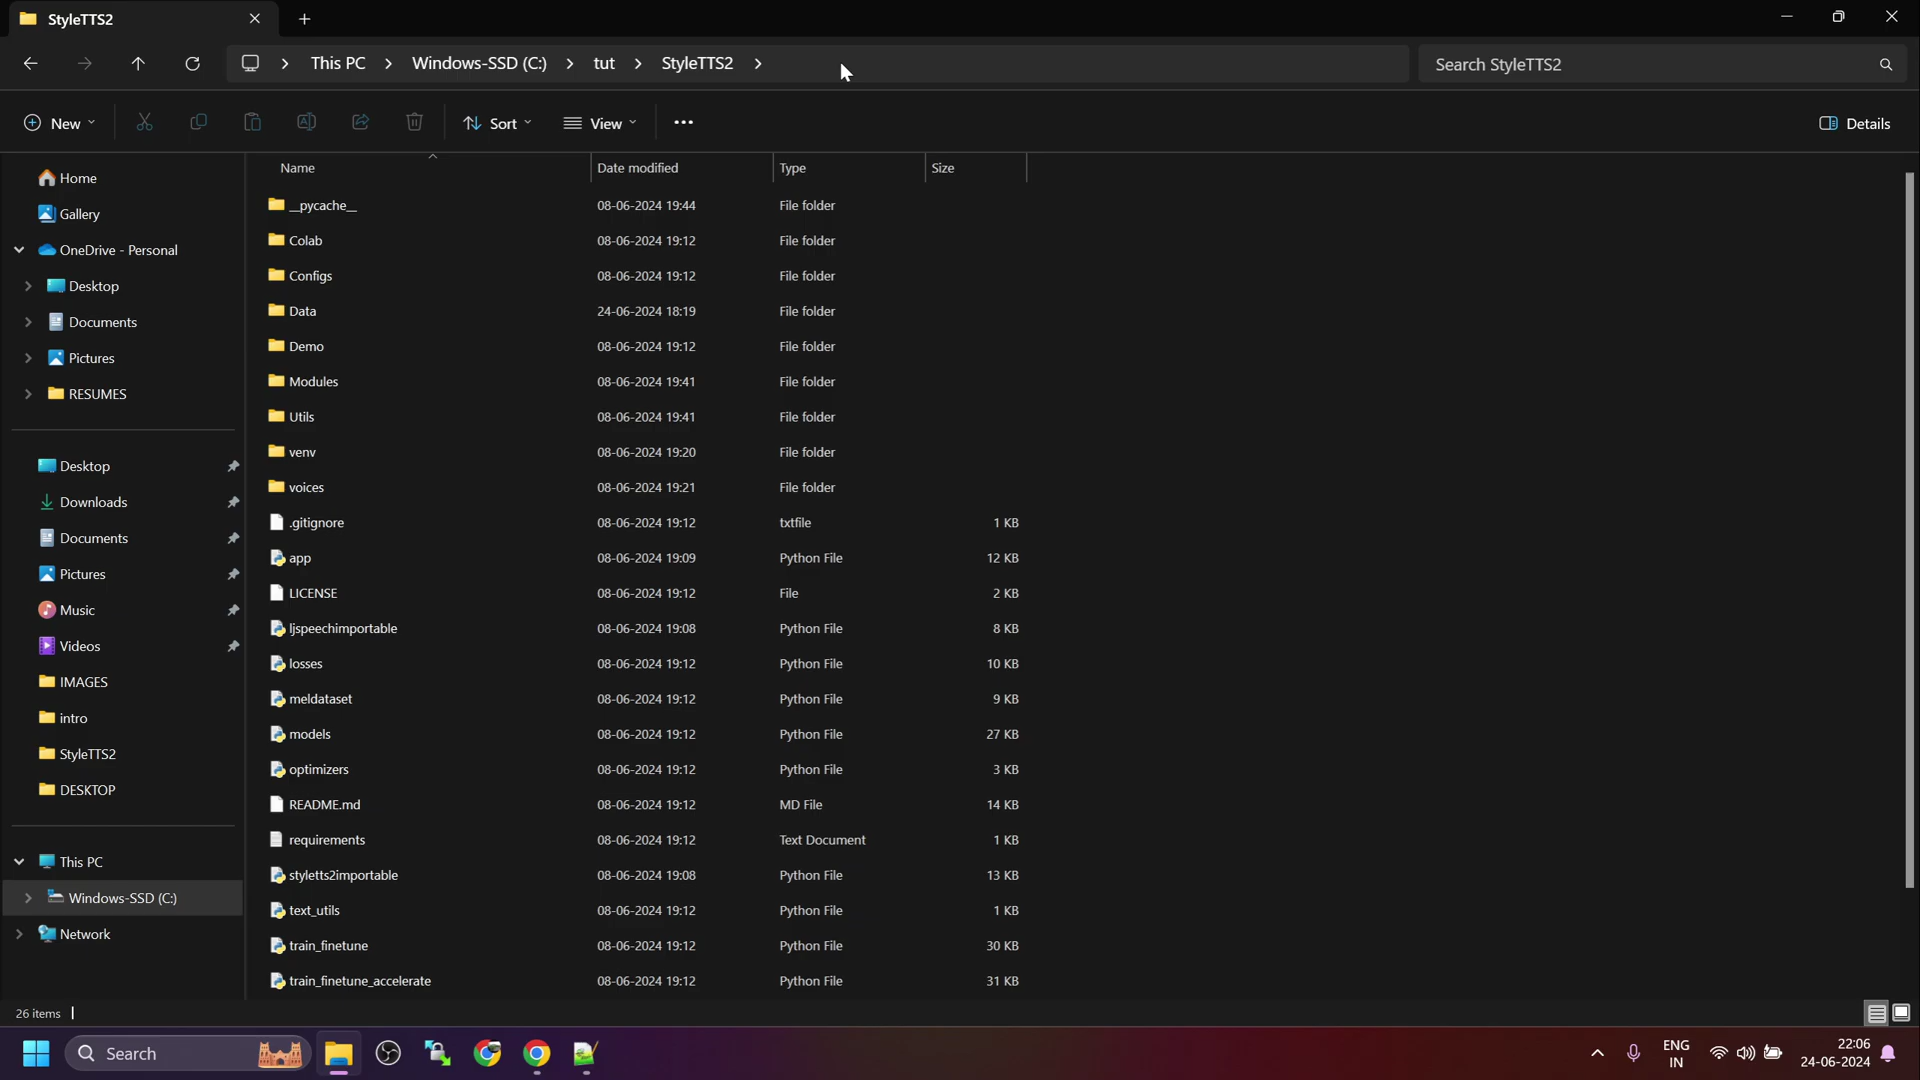 StyleTTS2
This PC > Windows-SSD (C:) > tut > StyleTTS2 >
Search StyleTTS2
New
Sort
View
Details
Home
Gallery
OneDrive - Personal
Desktop
Documents
Pictures
RESUMES
Desktop
Downloads
Documents
Pictures
Music
Videos
IMAGES
intro
StyleTTS2
DESKTOP
This PC
Windows-SSD (C:)
Network
Name Date modified Type Size
__pycache__ 08-06-2024 19:44 File folder
Colab 08-06-2024 19:12 File folder
Configs 08-06-2024 19:12 File folder
Data 24-06-2024 18:19 File folder
Demo 08-06-2024 19:12 File folder
Modules 08-06-2024 19:41 File folder
Utils 08-06-2024 19:41 File folder
venv 08-06-2024 19:20 File folder
voices 08-06-2024 19:21 File folder
.gitignore 08-06-2024 19:12 txtfile 1 KB
app 08-06-2024 19:09 Python File 12 KB
LICENSE 08-06-2024 19:12 File 2 KB
ljspeechimportable 08-06-2024 19:08 Python File 8 KB
losses 08-06-2024 19:12 Python File 10 KB
meldataset 08-06-2024 19:12 Python File 9 KB
models 08-06-2024 19:12 Python File 27 KB
optimizers 08-06-2024 19:12 Python File 3 KB
README.md 08-06-2024 19:12 MD File 14 KB
requirements 08-06-2024 19:12 Text Document 1 KB
styletts2importable 08-06-2024 19:08 Python File 13 KB
text_utils 08-06-2024 19:12 Python File 1 KB
train_finetune 08-06-2024 19:12 Python File 30 KB
train_finetune_accelerate 08-06-2024 19:12 Python File 31 KB
26 items
Search
ENG
IN
22:06
24-06-2024